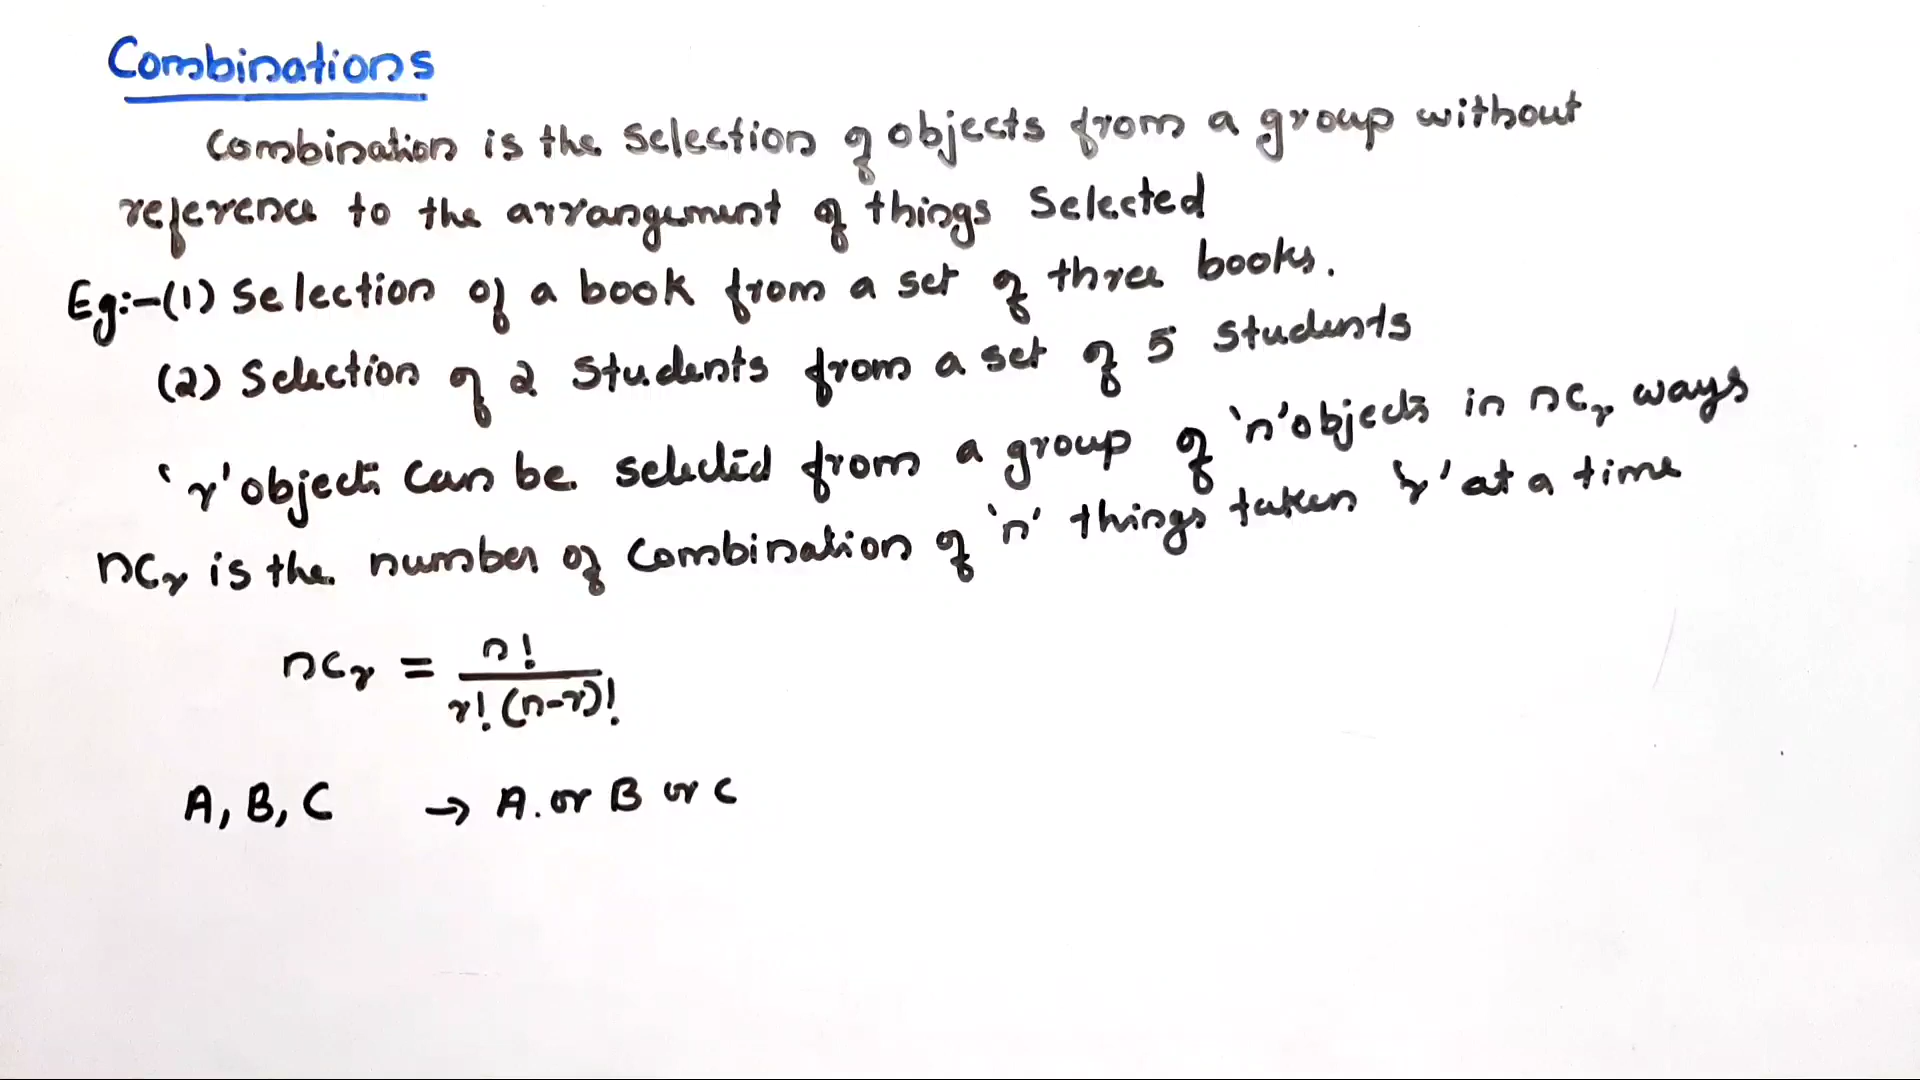 Combinations
Combination is the selection of objects from a group without
reference to the arrangement of things selected
Eg:-(1) Selection of a book from a set of three books.
(2) Selection of 2 students from a set of 5 students
'r' objects can be selected from a group of 'n' objects in nCr ways
nCr is the number of combination of 'n' things taken 'r' at a time
nCr = n! / r! (n-r)!
A, B, C → A. or B or C